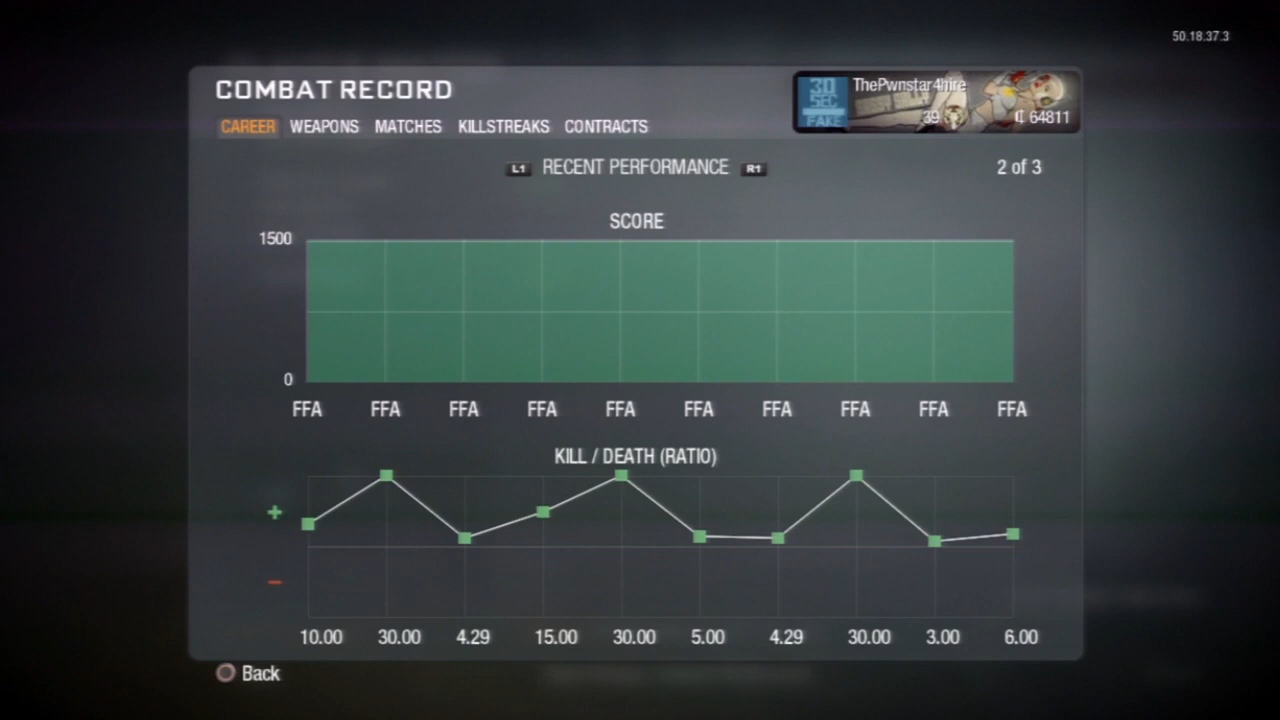 50.18.37.3
COMBAT RECORD
30 SEC FAKE
ThePwnstar4hire
39
₵ 64811
CAREER WEAPONS MATCHES KILLSTREAKS CONTRACTS
L1 RECENT PERFORMANCE R1
2 of 3
SCORE
1500
0
FFA FFA FFA FFA FFA FFA FFA FFA FFA FFA
KILL / DEATH (RATIO)
+
−
10.00 30.00 4.29 15.00 30.00 5.00 4.29 30.00 3.00 6.00
Back